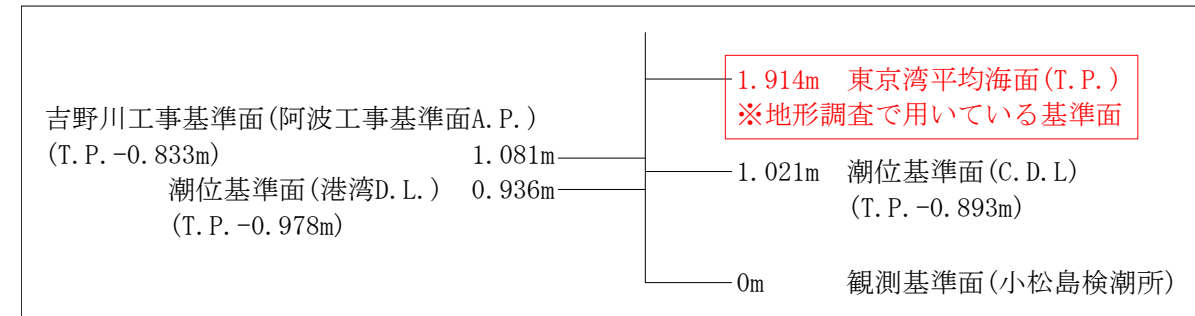 1.914m 東京湾平均海面(T.P.)
※地形調査で用いている基準面
吉野川工事基準面(阿波工事基準面A.P.)
(T.P.-0.833m) 1.081m
1.021m 潮位基準面(C.D.L)
(T.P.-0.893m)
潮位基準面(港湾D.L.) 0.936m
(T.P.-0.978m)
0m 観測基準面(小松島検潮所)